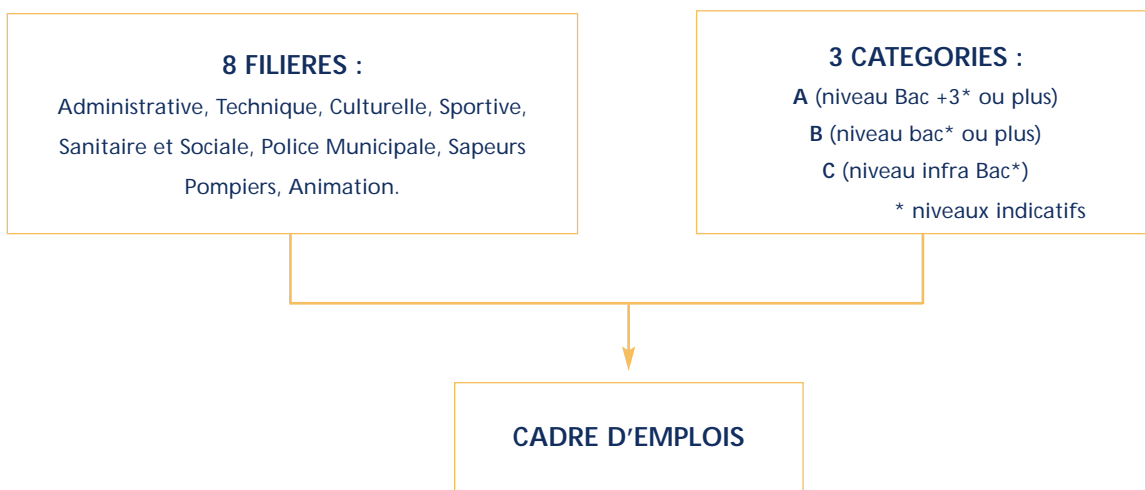 8 FILIERES :
Administrative, Technique, Culturelle, Sportive,
Sanitaire et Sociale, Police Municipale, Sapeurs
Pompiers, Animation.
3 CATEGORIES :
A (niveau Bac +3* ou plus)
B (niveau bac* ou plus)
C (niveau infra Bac*)
* niveaux indicatifs
CADRE D’EMPLOIS